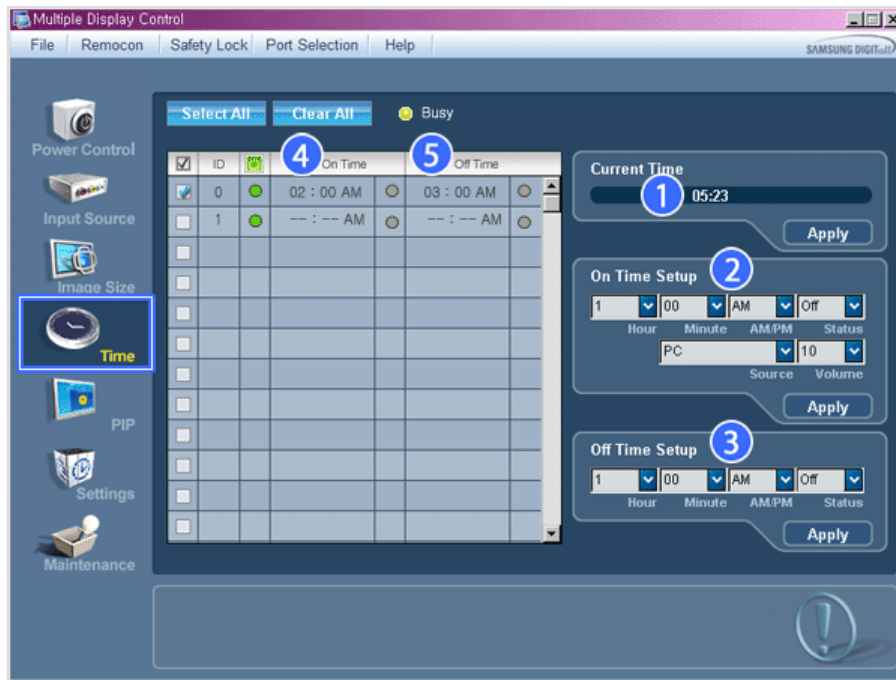 Multiple Display Control
File Remocon Safety Lock Port Selection Help
SAMSUNG DIGITall
Power Control
Input Source
Image Size
Time
PIP
Settings
Maintenance
Select All Clear All Busy
4 5
ID On Time Off Time
0 02 : 00 AM 03 : 00 AM
1 -- : -- AM -- : -- AM
Current Time
1 05:23
Apply
On Time Setup 2
1 00 AM Off
Hour Minute AM/PM Status
PC 10
Source Volume
Apply
Off Time Setup 3
1 00 AM Off
Hour Minute AM/PM Status
Apply